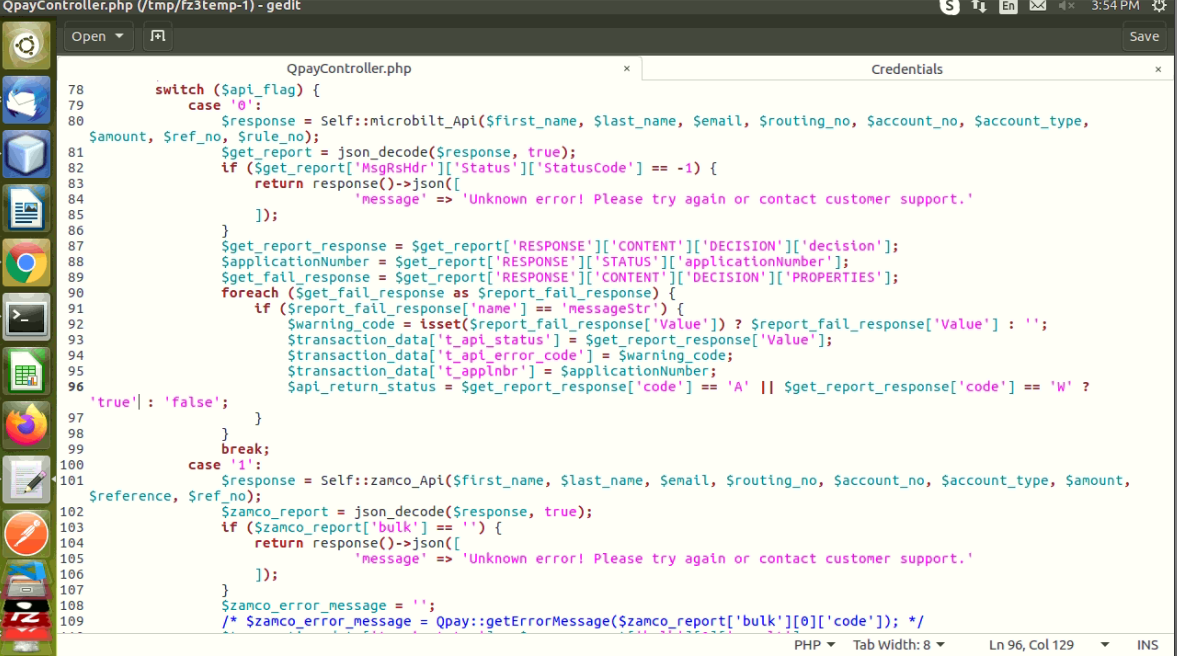 QpayController.php (/tmp/fz3temp-1) - gedit
En 3:54 PM
Open Save
QpayController.php × Credentials ×
78 switch ($api_flag) {
79 case '0':
80 $response = Self::microbilt_Api($first_name, $last_name, $email, $routing_no, $account_no, $account_type,
$amount, $ref_no, $rule_no);
81 $get_report = json_decode($response, true);
82 if ($get_report['MsgRsHdr']['Status']['StatusCode'] == -1) {
83 return response()->json([
84 'message' => 'Unknown error! Please try again or contact customer support.'
85 ]);
86 }
87 $get_report_response = $get_report['RESPONSE']['CONTENT']['DECISION']['decision'];
88 $applicationNumber = $get_report['RESPONSE']['STATUS']['applicationNumber'];
89 $get_fail_response = $get_report['RESPONSE']['CONTENT']['DECISION']['PROPERTIES'];
90 foreach ($get_fail_response as $report_fail_response) {
91 if ($report_fail_response['name'] == 'messageStr') {
92 $warning_code = isset($report_fail_response['Value']) ? $report_fail_response['Value'] : '';
93 $transaction_data['t_api_status'] = $get_report_response['Value'];
94 $transaction_data['t_api_error_code'] = $warning_code;
95 $transaction_data['t_applnbr'] = $applicationNumber;
96 $api_return_status = $get_report_response['code'] == 'A' || $get_report_response['code'] == 'W' ?
'true' : 'false';
97 }
98 }
99 break;
100 case '1':
101 $response = Self::zamco_Api($first_name, $last_name, $email, $routing_no, $account_no, $account_type, $amount,
$reference, $ref_no);
102 $zamco_report = json_decode($response, true);
103 if ($zamco_report['bulk'] == '') {
104 return response()->json([
105 'message' => 'Unknown error! Please try again or contact customer support.'
106 ]);
107 }
108 $zamco_error_message = '';
109 /* $zamco_error_message = Qpay::getErrorMessage($zamco_report['bulk'][0]['code']); */
PHP Tab Width: 8 Ln 96, Col 129 INS